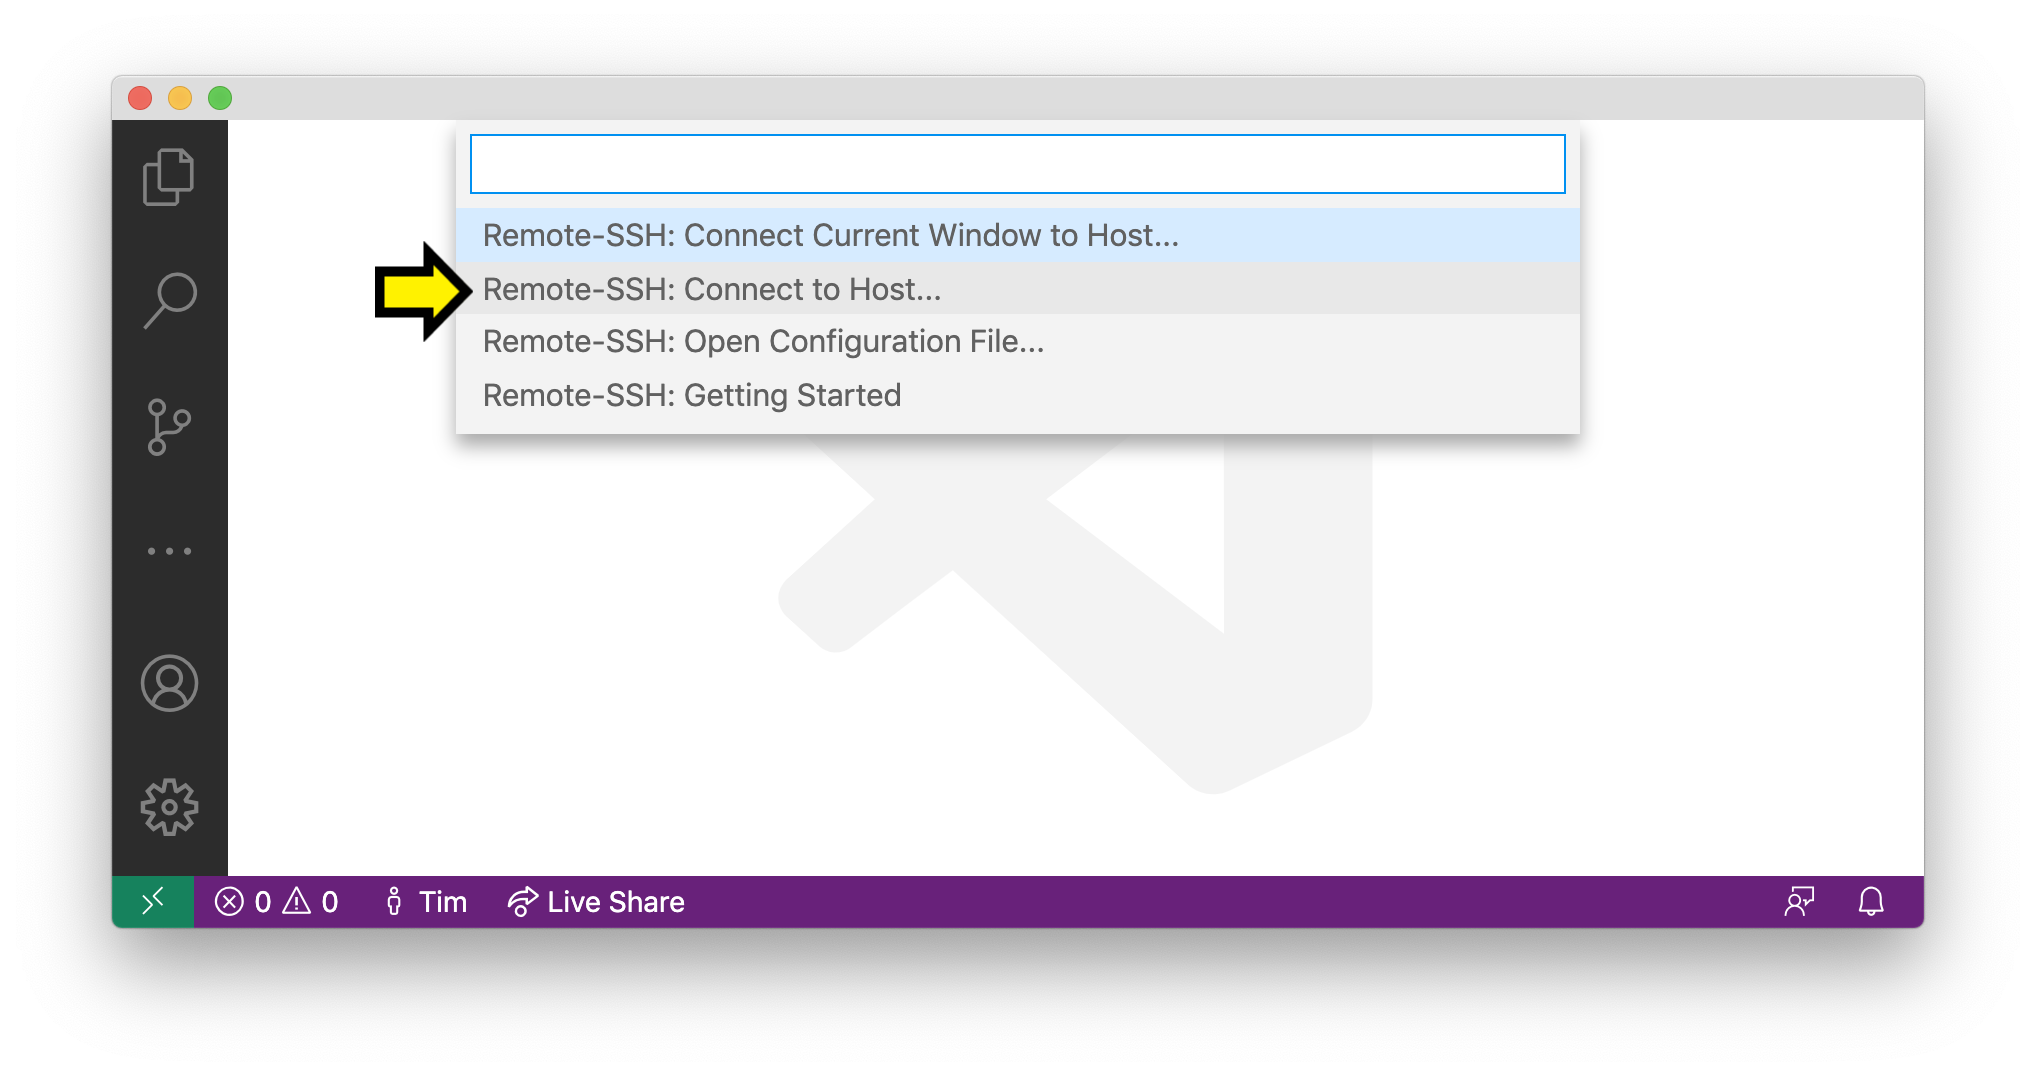 Remote-SSH: Connect Current Window to Host...
Remote-SSH: Connect to Host...
Remote-SSH: Open Configuration File...
Remote-SSH: Getting Started
0 0 Tim Live Share